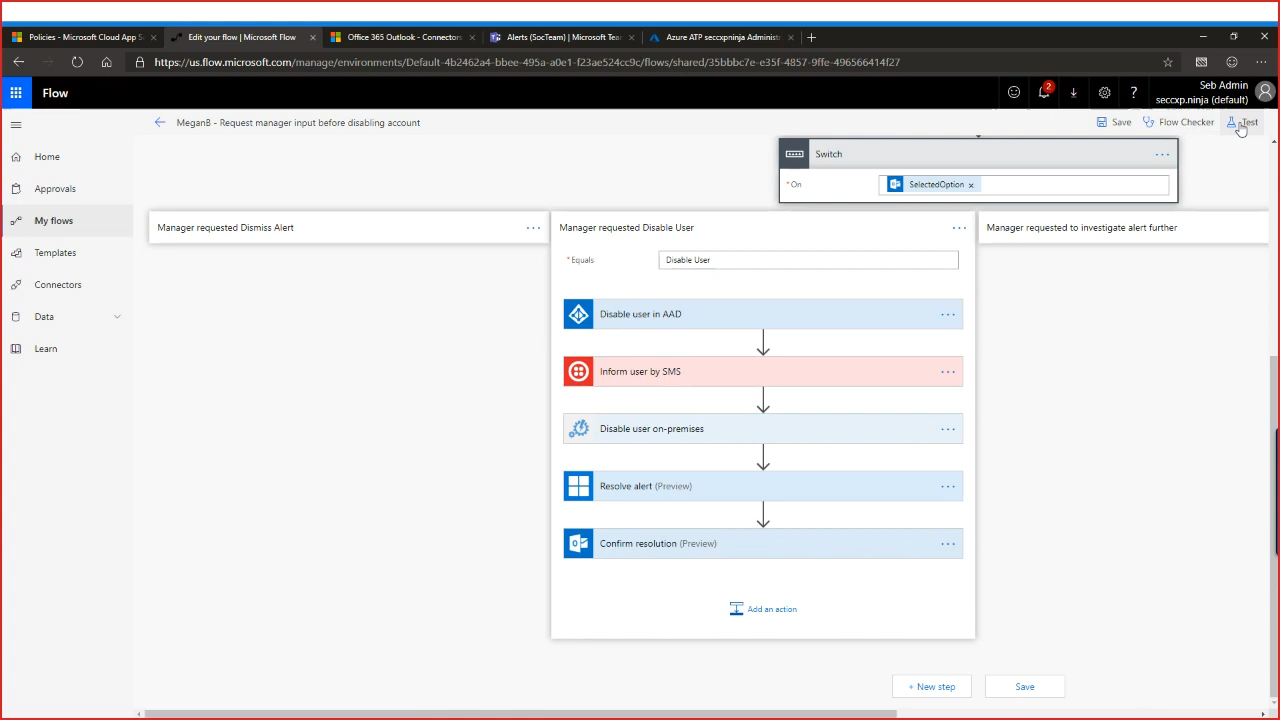 Policies - Microsoft Cloud App S
Edit your flow | Microsoft Flow
Office 365 Outlook - Connectors
Alerts (SocTeam) | Microsoft Tea
Azure ATP seccxpninja Administr
https://us.flow.microsoft.com/manage/environments/Default-4b2462a4-bbee-495a-a0e1-f23ae524cc9c/flows/shared/35bbbc7e-e35f-4857-9ffe-496566414f27
Flow
2
?
Seb Admin
seccxp.ninja (default)
MeganB - Request manager input before disabling account
Save
Flow Checker
Test
Home
Approvals
My flows
Templates
Connectors
Data
Learn
Switch
* On
SelectedOption
Manager requested Dismiss Alert
Manager requested Disable User
Manager requested to investigate alert further
* Equals
Disable User
Disable user in AAD
Inform user by SMS
Disable user on-premises
Resolve alert (Preview)
Confirm resolution (Preview)
Add an action
+ New step
Save